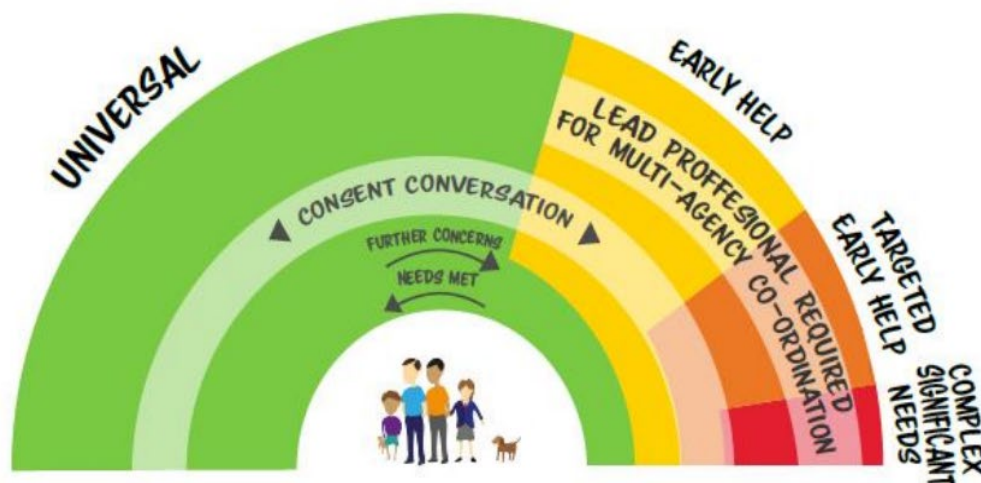 UNIVERSAL
EARLY HELP
LEAD PROFFESIONAL REQUIRED
FOR MULTI-AGENCY CO-ORDINATION
CONSENT CONVERSATION
FURTHER CONCERNS
NEEDS MET
TARGETED
EARLY HELP
COMPLEX
SIGNIFICANT
NEEDS